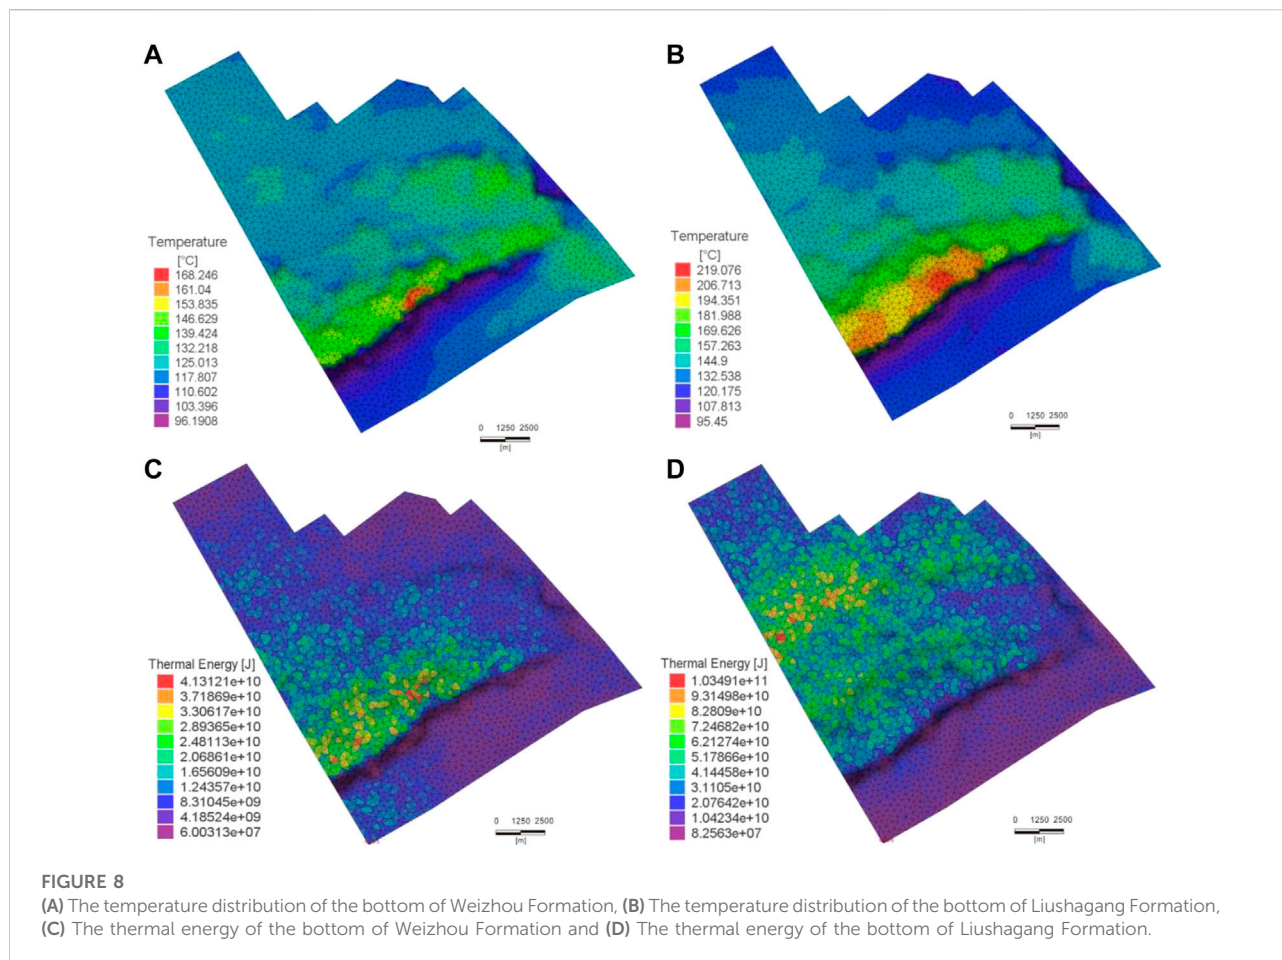 A
Temperature
[°C]
168.246
161.04
153.835
146.629
139.424
132.218
125.013
117.807
110.602
103.396
96.1908
0 1250 2500
[m]
B
Temperature
[°C]
219.076
206.713
194.351
181.988
169.626
157.263
144.9
132.538
120.175
107.813
95.45
0 1250 2500
[m]
C
Thermal Energy [J]
4.13121e+10
3.71869e+10
3.30617e+10
2.89365e+10
2.48113e+10
2.06861e+10
1.65609e+10
1.24357e+10
8.31045e+09
4.18524e+09
6.00313e+07
0 1250 2500
[m]
D
Thermal Energy [J]
1.03491e+11
9.31498e+10
8.2809e+10
7.24682e+10
6.21274e+10
5.17866e+10
4.14458e+10
3.1105e+10
2.07642e+10
1.04234e+10
8.2563e+07
0 1250 2500
[m]
FIGURE 8
(A) The temperature distribution of the bottom of Weizhou Formation, (B) The temperature distribution of the bottom of Liushagang Formation,
(C) The thermal energy of the bottom of Weizhou Formation and (D) The thermal energy of the bottom of Liushagang Formation.